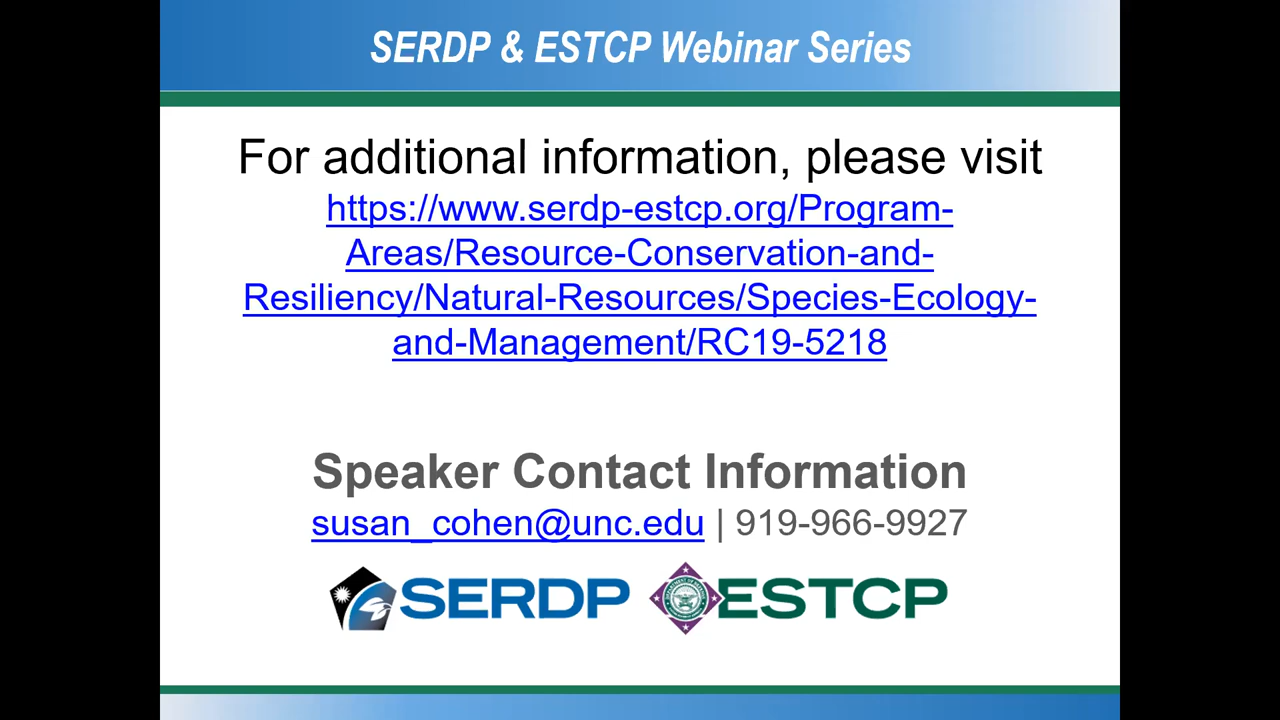 SERDP & ESTCP Webinar Series
For additional information, please visit
https://www.serdp-estcp.org/Program-
Areas/Resource-Conservation-and-
Resiliency/Natural-Resources/Species-Ecology-
and-Management/RC19-5218
Speaker Contact Information
susan_cohen@unc.edu | 919-966-9927
SERDP ESTCP